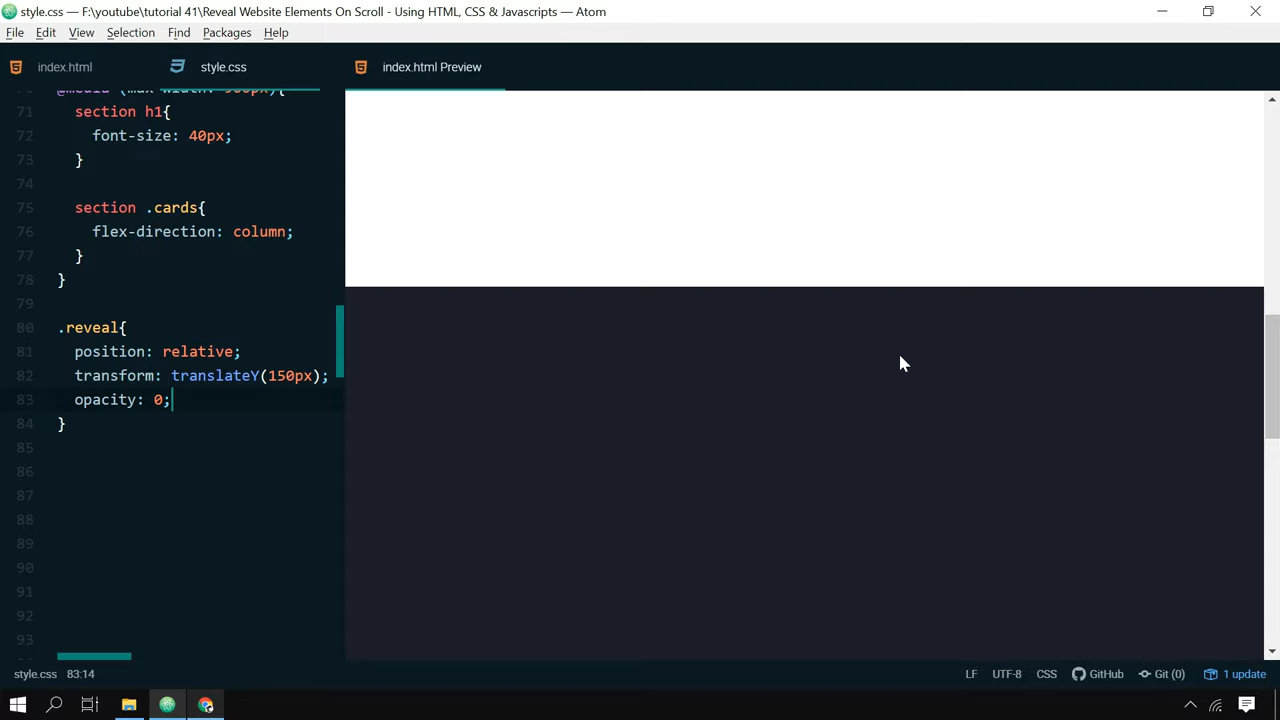 style.css — F:\youtube\tutorial 41\Reveal Website Elements On Scroll - Using HTML, CSS & Javascripts — Atom
File Edit View Selection Find Packages Help
index.html style.css index.html Preview
71 section h1{
72 font-size: 40px;
73 }
74
75 section .cards{
76 flex-direction: column;
77 }
78 }
79
80 .reveal{
81 position: relative;
82 transform: translateY(150px);
83 opacity: 0;
84 }
85
86
87
88
89
90
91
92
93
style.css 83:14 LF UTF-8 CSS GitHub Git (0) 1 update